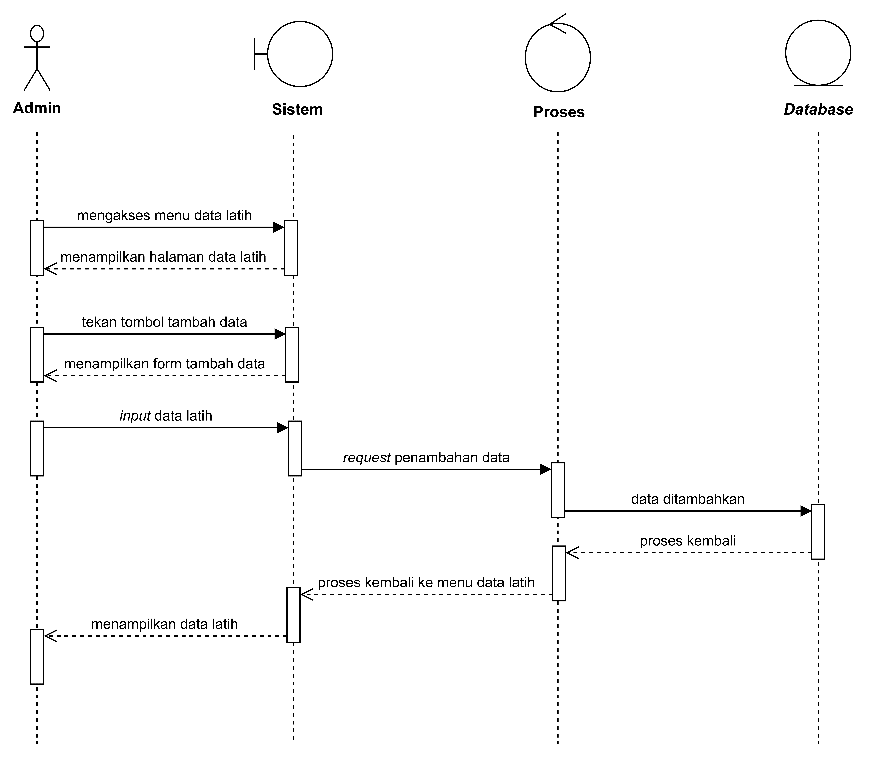 Admin
Sistem
Proses
Database
mengakses menu data latih
menampilkan halaman data latih
tekan tombol tambah data
menampilkan form tambah data
input data latih
request penambahan data
data ditambahkan
proses kembali
proses kembali ke menu data latih
menampilkan data latih